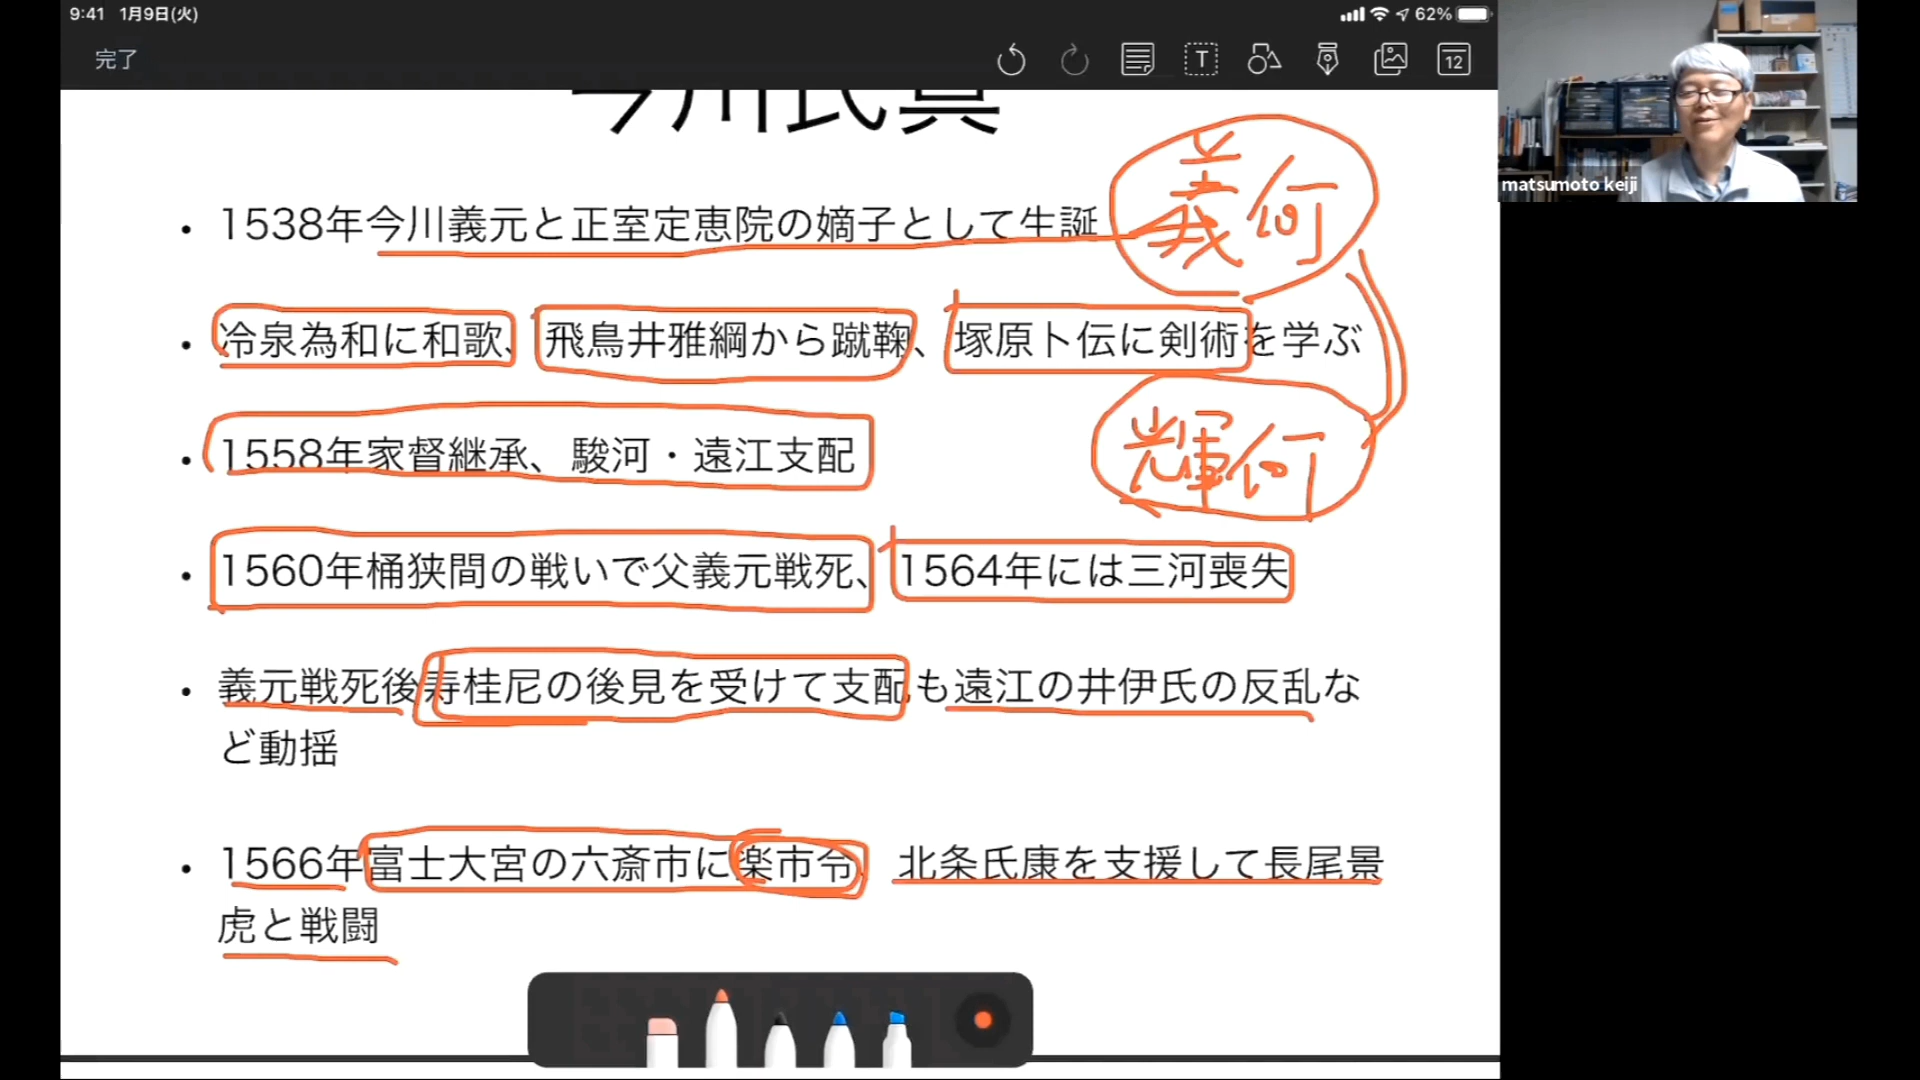 9:41 1月9日(火)
62%
完了
T
12
matsumoto keiji
今川氏真
• 1538年今川義元と正室定恵院の嫡子として生誕
義何
• 冷泉為和に和歌、飛鳥井雅綱から蹴鞠、塚原卜伝に剣術を学ぶ
• 1558年家督継承、駿河・遠江支配
輝何
• 1560年桶狭間の戦いで父義元戦死、1564年には三河喪失
• 義元戦死後寿桂尼の後見を受けて支配も遠江の井伊氏の反乱な
ど動揺
• 1566年富士大宮の六斎市に楽市令、北条氏康を支援して長尾景
虎と戦闘